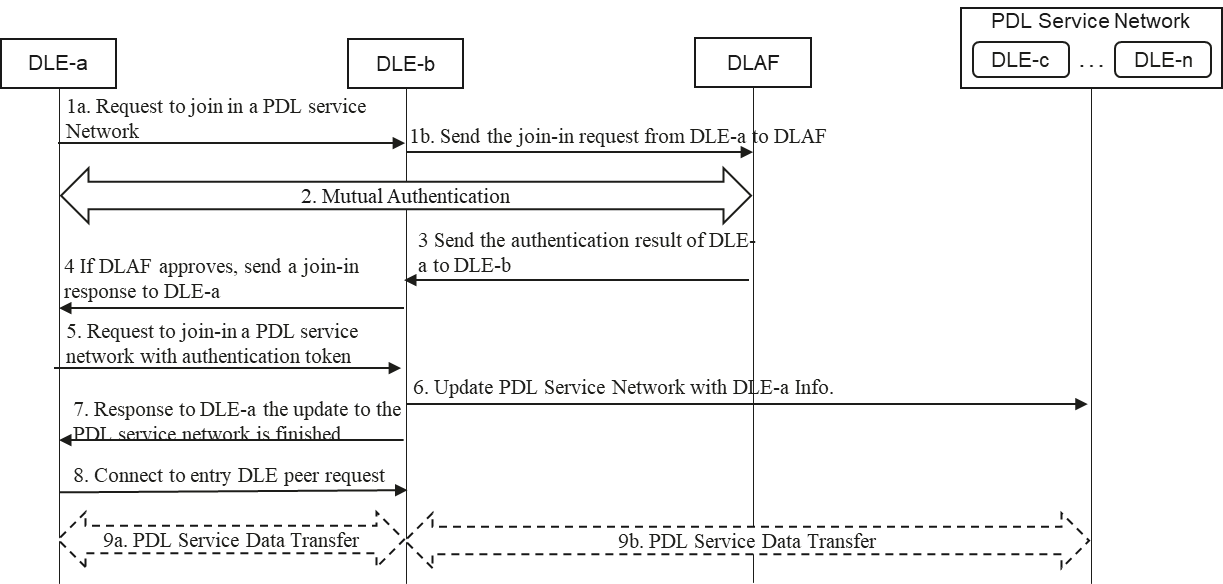 PDL Service Network
DLE-a
DLE-b
DLAF
DLE-c
...
DLE-n
1a. Request to join in a PDL service
Network
1b. Send the join-in request from DLE-a to DLAF
2. Mutual Authentication
3 Send the authentication result of DLE-
a to DLE-b
4 If DLAF approves, send a join-in
response to DLE-a
5. Request to join-in a PDL service
network with authentication token
6. Update PDL Service Network with DLE-a Info.
7. Response to DLE-a the update to the
PDL service network is finished
8. Connect to entry DLE peer request
9a. PDL Service Data Transfer
9b. PDL Service Data Transfer